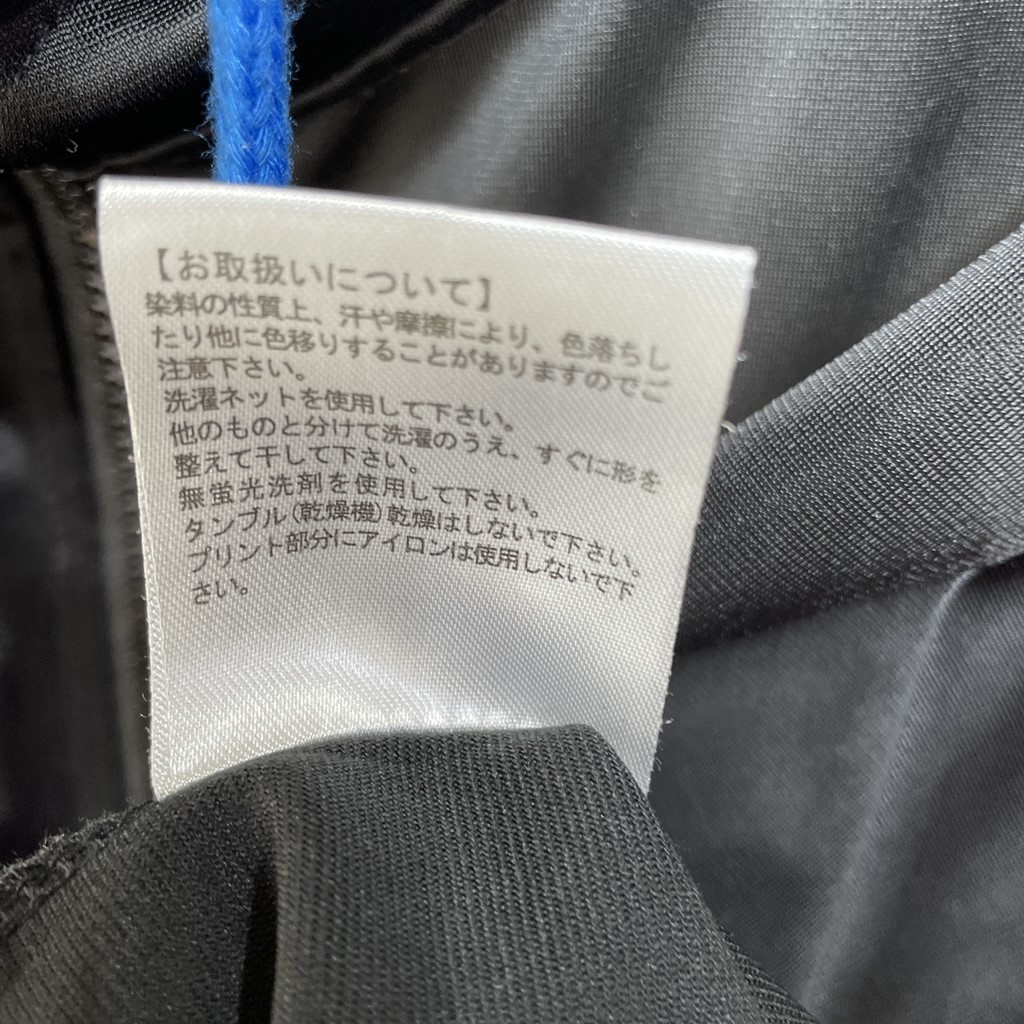 【お取扱いについて】
染料の性質上、汗や摩擦により、色落ちし
たり他に色移りすることがありますのでご
注意下さい。
洗濯ネットを使用して下さい。
他のものと分けて洗濯のうえ、すぐに形を
整えて干して下さい。
無蛍光洗剤を使用して下さい。
タンブル(乾燥機)乾燥はしないで下さい。
プリント部分にアイロンは使用しないで下
さい。